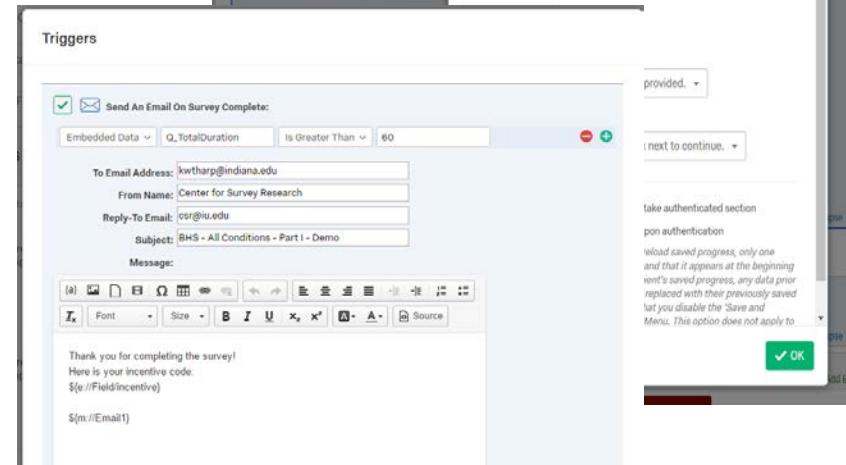 Triggers
Send An Email On Survey Complete:
Embedded Data Q_TotalDuration Is Greater Than 60
To Email Address: kwtharp@indiana.edu
From Name: Center for Survey Research
Reply-To Email: csr@iu.edu
Subject: BHS - All Conditions - Part I - Demo
Message:
Font Size B I U x₂ x² A A Source
Thank you for completing the survey!
Here is your incentive code:
${e://Field/incentive}
${m://Email1}
provided.
next to continue.
take authenticated section
pon authentication
reload saved progress, only one
and that it appears at the beginning
ent's saved progress, any data prior
replaced with their previously saved
hat you disable the 'Save and
Menu. This option does not apply to
OK